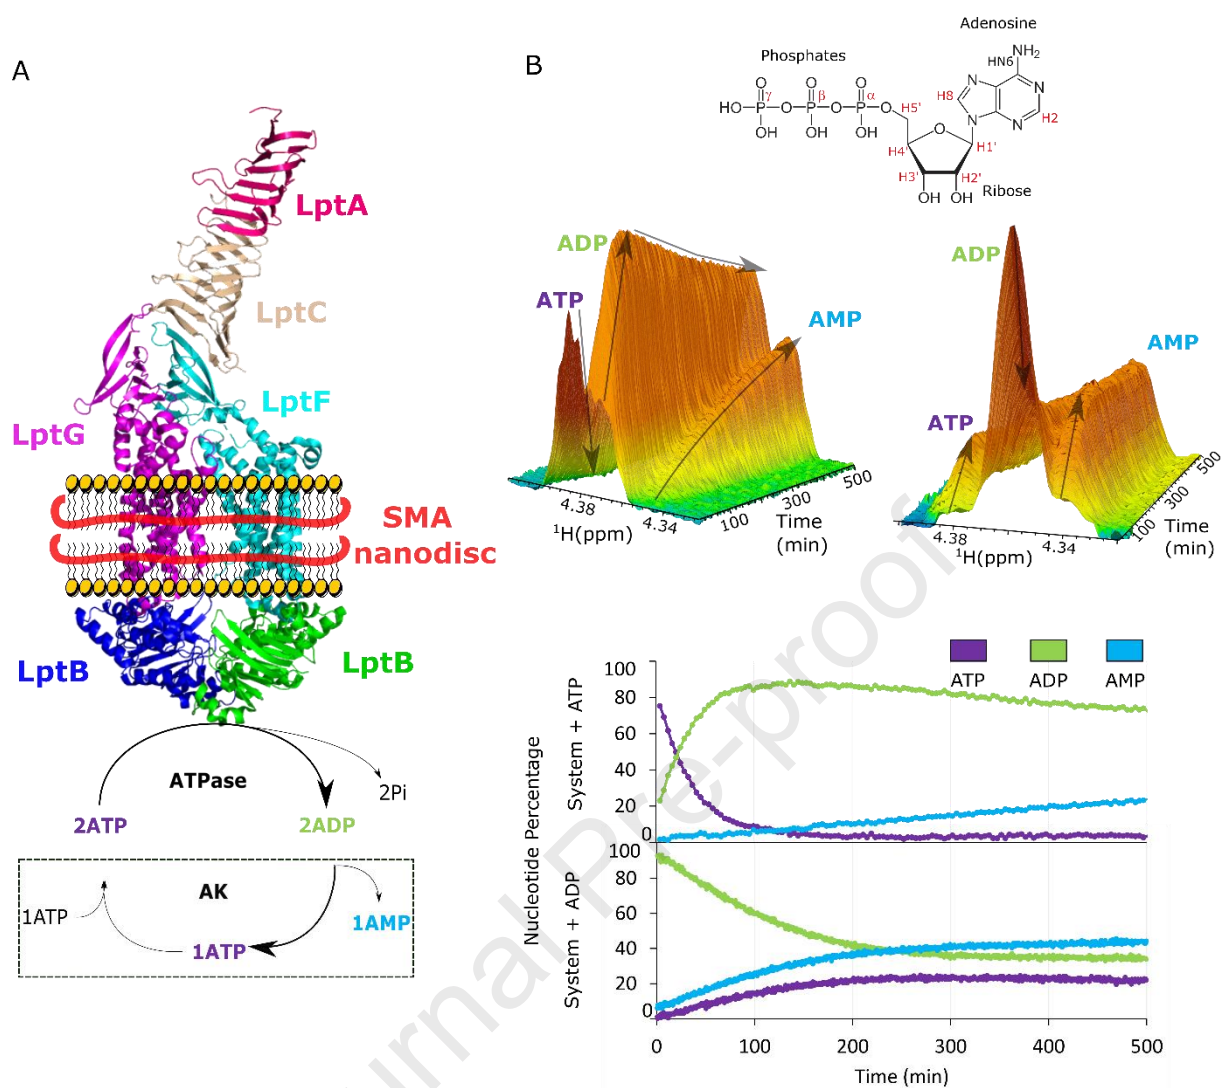 A
LptA
LptC
LptF
LptG
SMA
nanodisc
LptB
LptB
ATPase
2Pi
2ATP
2ADP
AK
1ATP
1AMP
1ATP
B
Adenosine
Phosphates
NH2
HN6
N
N
N
N
H8
H2
O
O
O
γ
β
α
HO
P
O
P
O
P
O
OH
OH
OH
H5'
O
H4'
H1'
H3'
H2'
OH
OH
Ribose
ADP
ATP
AMP
4.38
4.34
1H(ppm)
100
300
500
Time
(min)
ADP
ATP
AMP
4.38
4.34
1H(ppm)
100
300
500
Time
(min)
ATP
ADP
AMP
Nucleotide Percentage
System + ATP
100
80
60
40
20
0
System + ADP
100
80
60
40
20
0
0
100
200
300
400
500
Time (min)
urnal Pre-proof